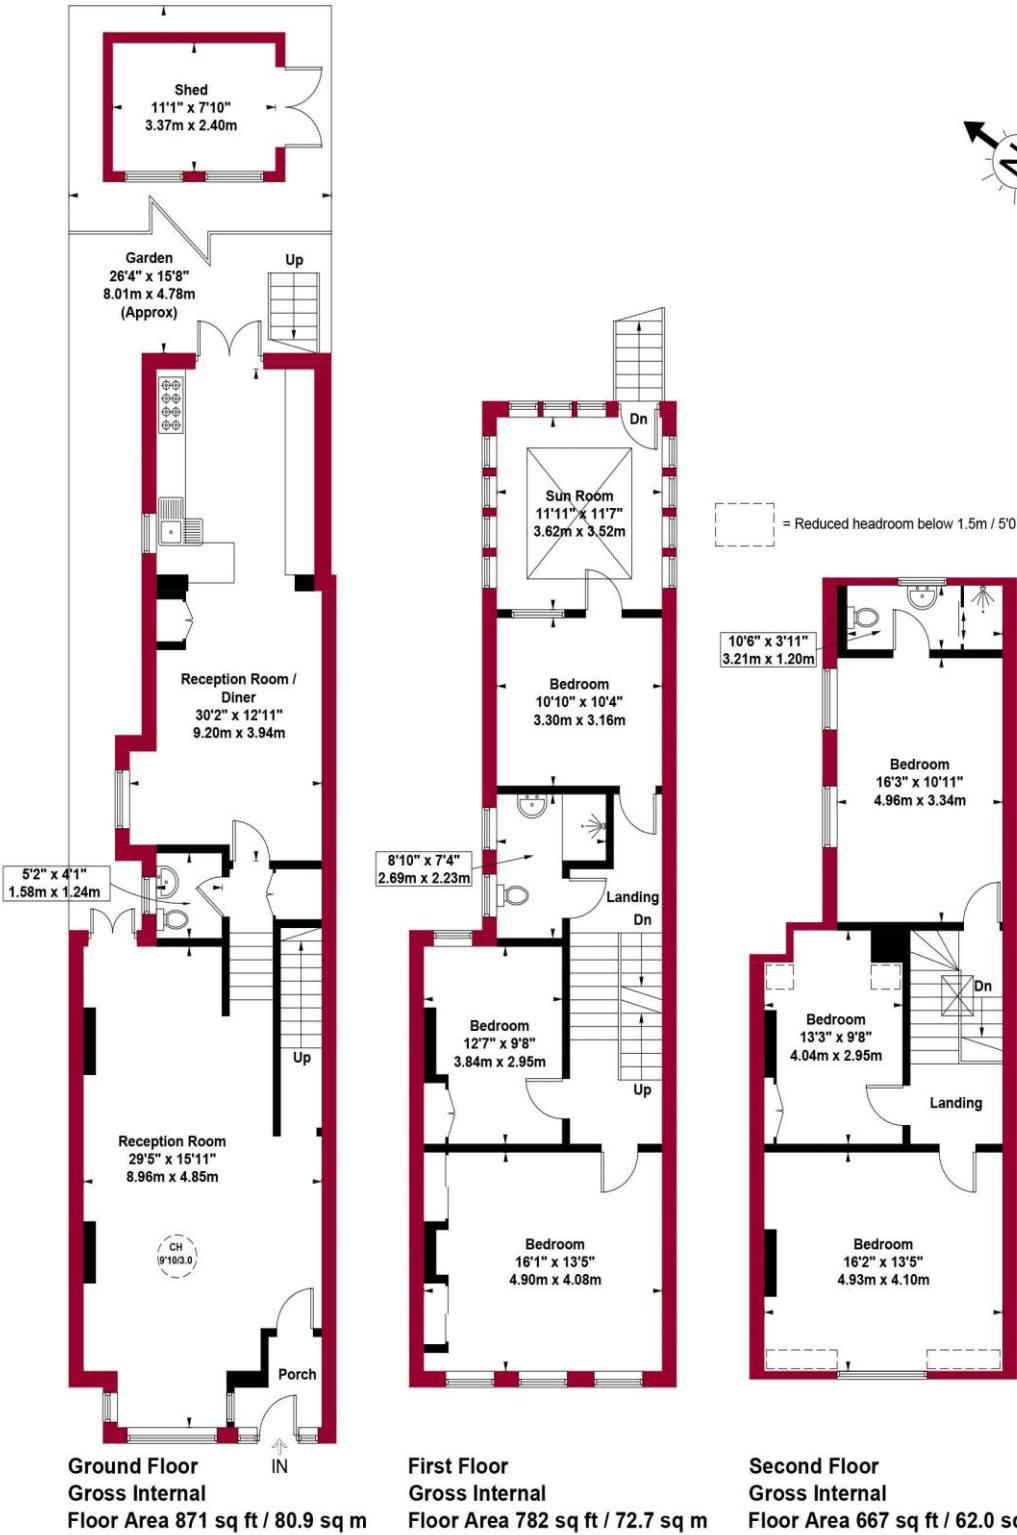 Shed
11'1" x 7'10"
3.37m x 2.40m
N
Garden
26'4" x 15'8"
8.01m x 4.78m
(Approx)
Up
Dn
Sun Room
11'11" x 11'7"
3.62m x 3.52m
= Reduced headroom below 1.5m / 5'0
10'6" x 3'11"
3.21m x 1.20m
Reception Room /
Diner
30'2" x 12'11"
9.20m x 3.94m
Bedroom
10'10" x 10'4"
3.30m x 3.16m
Bedroom
16'3" x 10'11"
4.96m x 3.34m
5'2" x 4'1"
1.58m x 1.24m
8'10" x 7'4"
2.69m x 2.23m
Landing
Dn
Up
Bedroom
12'7" x 9'8"
3.84m x 2.95m
Up
Bedroom
13'3" x 9'8"
4.04m x 2.95m
Dn
Landing
Reception Room
29'5" x 15'11"
8.96m x 4.85m
CH
9'10/3.0
Bedroom
16'1" x 13'5"
4.90m x 4.08m
Bedroom
16'2" x 13'5"
4.93m x 4.10m
Porch
IN
Ground Floor
Gross Internal
Floor Area 871 sq ft / 80.9 sq m
First Floor
Gross Internal
Floor Area 782 sq ft / 72.7 sq m
Second Floor
Gross Internal
Floor Area 667 sq ft / 62.0 sq